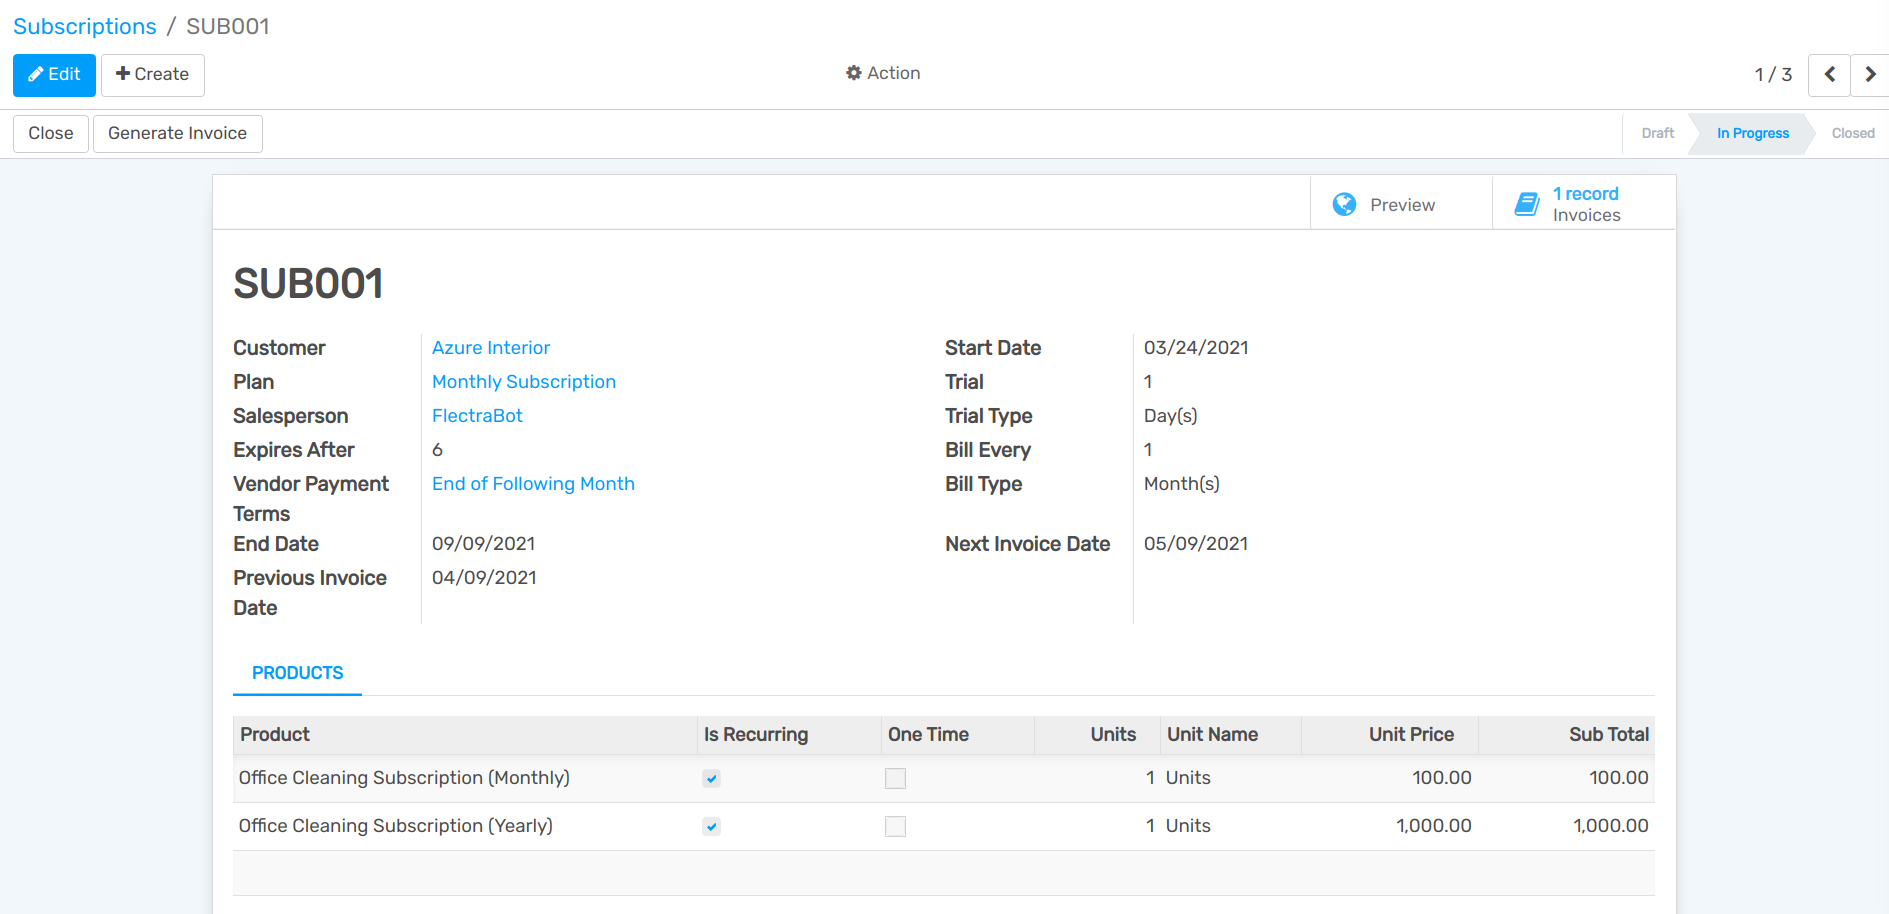 Subscriptions / SUB001
Edit Create Action 1 / 3
Close Generate Invoice Draft In Progress Closed
Preview 1 record Invoices
SUB001
Customer Azure Interior Start Date 03/24/2021
Plan Monthly Subscription Trial 1
Salesperson FlectraBot Trial Type Day(s)
Expires After 6 Bill Every 1
Vendor Payment Terms End of Following Month Bill Type Month(s)
End Date 09/09/2021 Next Invoice Date 05/09/2021
Previous Invoice Date 04/09/2021
PRODUCTS
Product Is Recurring One Time Units Unit Name Unit Price Sub Total
Office Cleaning Subscription (Monthly) 1 Units 100.00 100.00
Office Cleaning Subscription (Yearly) 1 Units 1,000.00 1,000.00